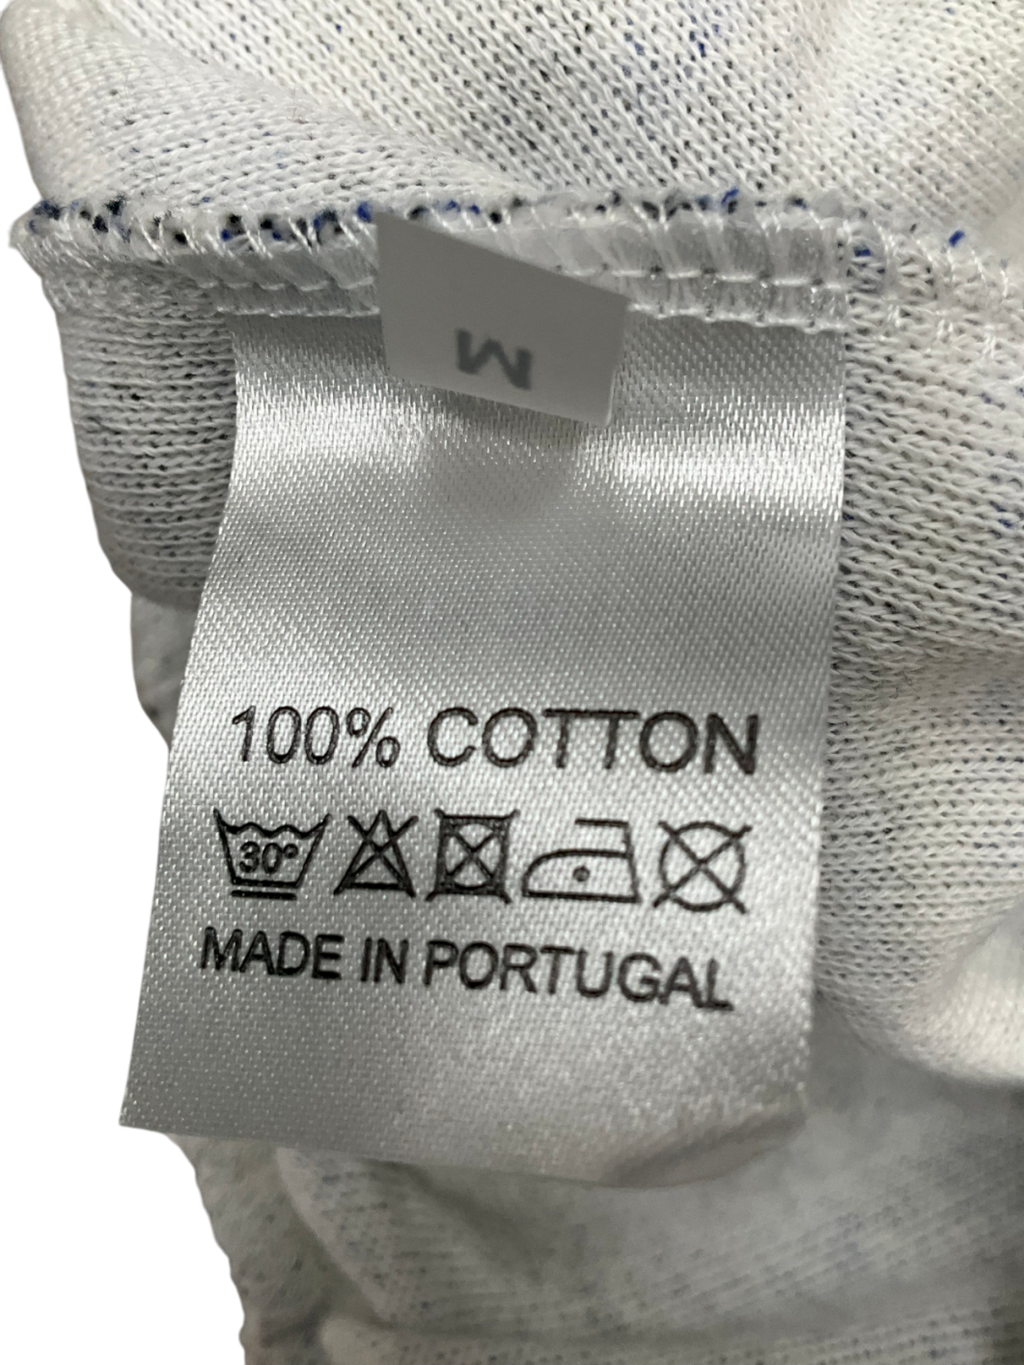 M
100% COTTON
30°
MADE IN PORTUGAL